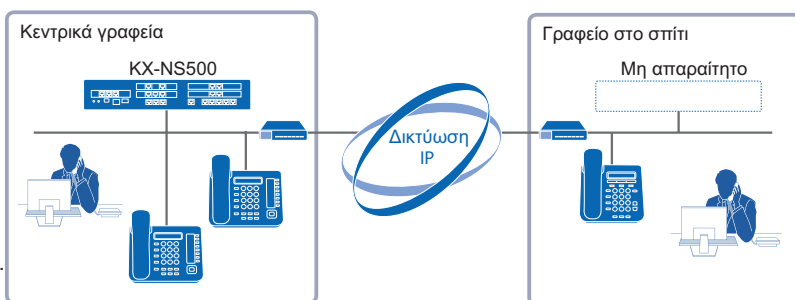 Κεντρικά γραφεία
KX-NS500
Δικτύωση
IP
Γραφείο στο σπίτι
Μη απαραίτητο
.